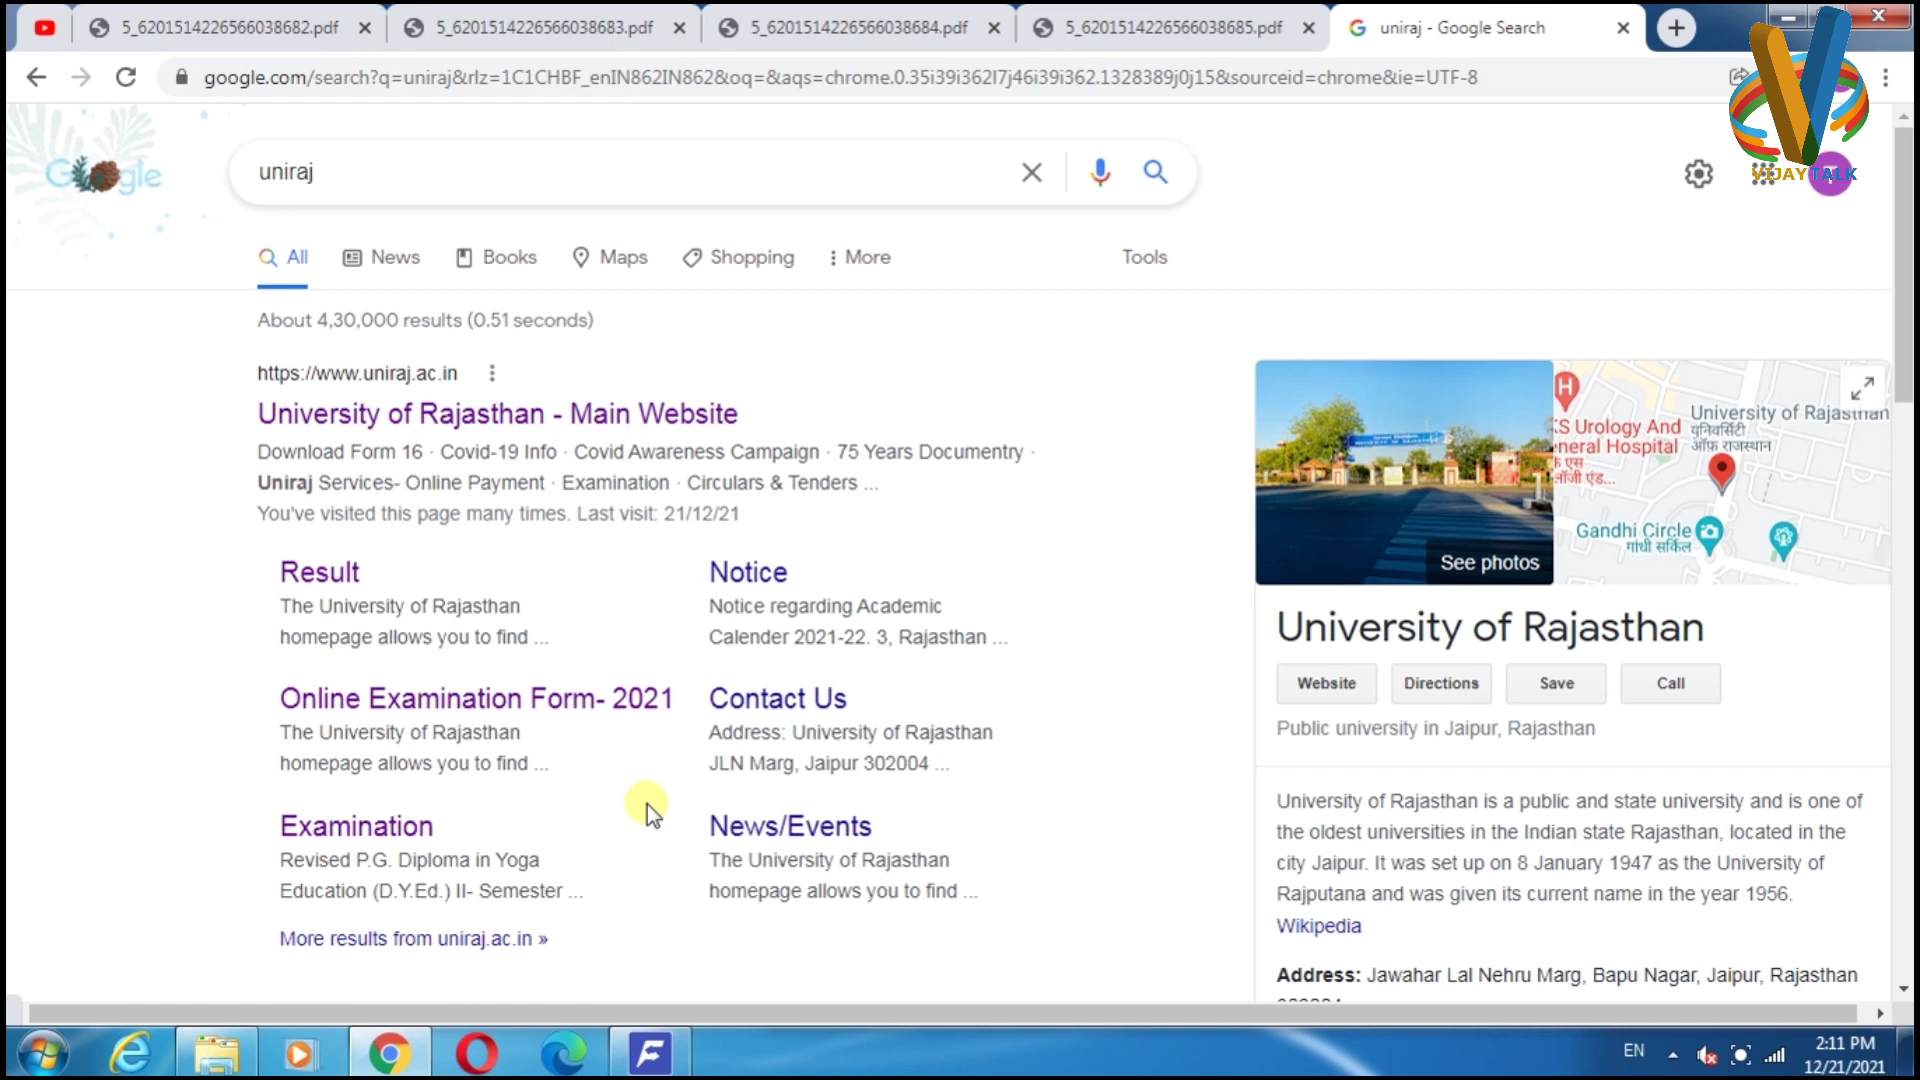 5_6201514226566038682.pdf
5_6201514226566038683.pdf
5_6201514226566038684.pdf
5_6201514226566038685.pdf
uniraj - Google Search
google.com/search?q=uniraj&rlz=1C1CHBF_enIN862IN862&oq=&aqs=chrome.0.35i39i362l7j46i39i362.1328389j0j15&sourceid=chrome&ie=UTF-8
VIJAYTALK
Google
uniraj
All
News
Books
Maps
Shopping
More
Tools
About 4,30,000 results (0.51 seconds)
https://www.uniraj.ac.in
University of Rajasthan - Main Website
Download Form 16 · Covid-19 Info · Covid Awareness Campaign · 75 Years Documentry ·
Uniraj Services- Online Payment · Examination · Circulars & Tenders ...
You've visited this page many times. Last visit: 21/12/21
Result
The University of Rajasthan
homepage allows you to find ...
Notice
Notice regarding Academic
Calender 2021-22. 3, Rajasthan ...
Online Examination Form- 2021
The University of Rajasthan
homepage allows you to find ...
Contact Us
Address: University of Rajasthan
JLN Marg, Jaipur 302004 ...
Examination
Revised P.G. Diploma in Yoga
Education (D.Y.Ed.) II- Semester ...
News/Events
The University of Rajasthan
homepage allows you to find ...
More results from uniraj.ac.in »
See photos
H
KS Urology And
General Hospital
के एस
University of Rajasthan
यूनिवर्सिटी
ऑफ़ राजस्थान
Gandhi Circle
गांधी सर्किल
University of Rajasthan
Website
Directions
Save
Call
Public university in Jaipur, Rajasthan
University of Rajasthan is a public and state university and is one of
the oldest universities in the Indian state Rajasthan, located in the
city Jaipur. It was set up on 8 January 1947 as the University of
Rajputana and was given its current name in the year 1956.
Wikipedia
Address: Jawahar Lal Nehru Marg, Bapu Nagar, Jaipur, Rajasthan
EN
2:11 PM
12/21/2021